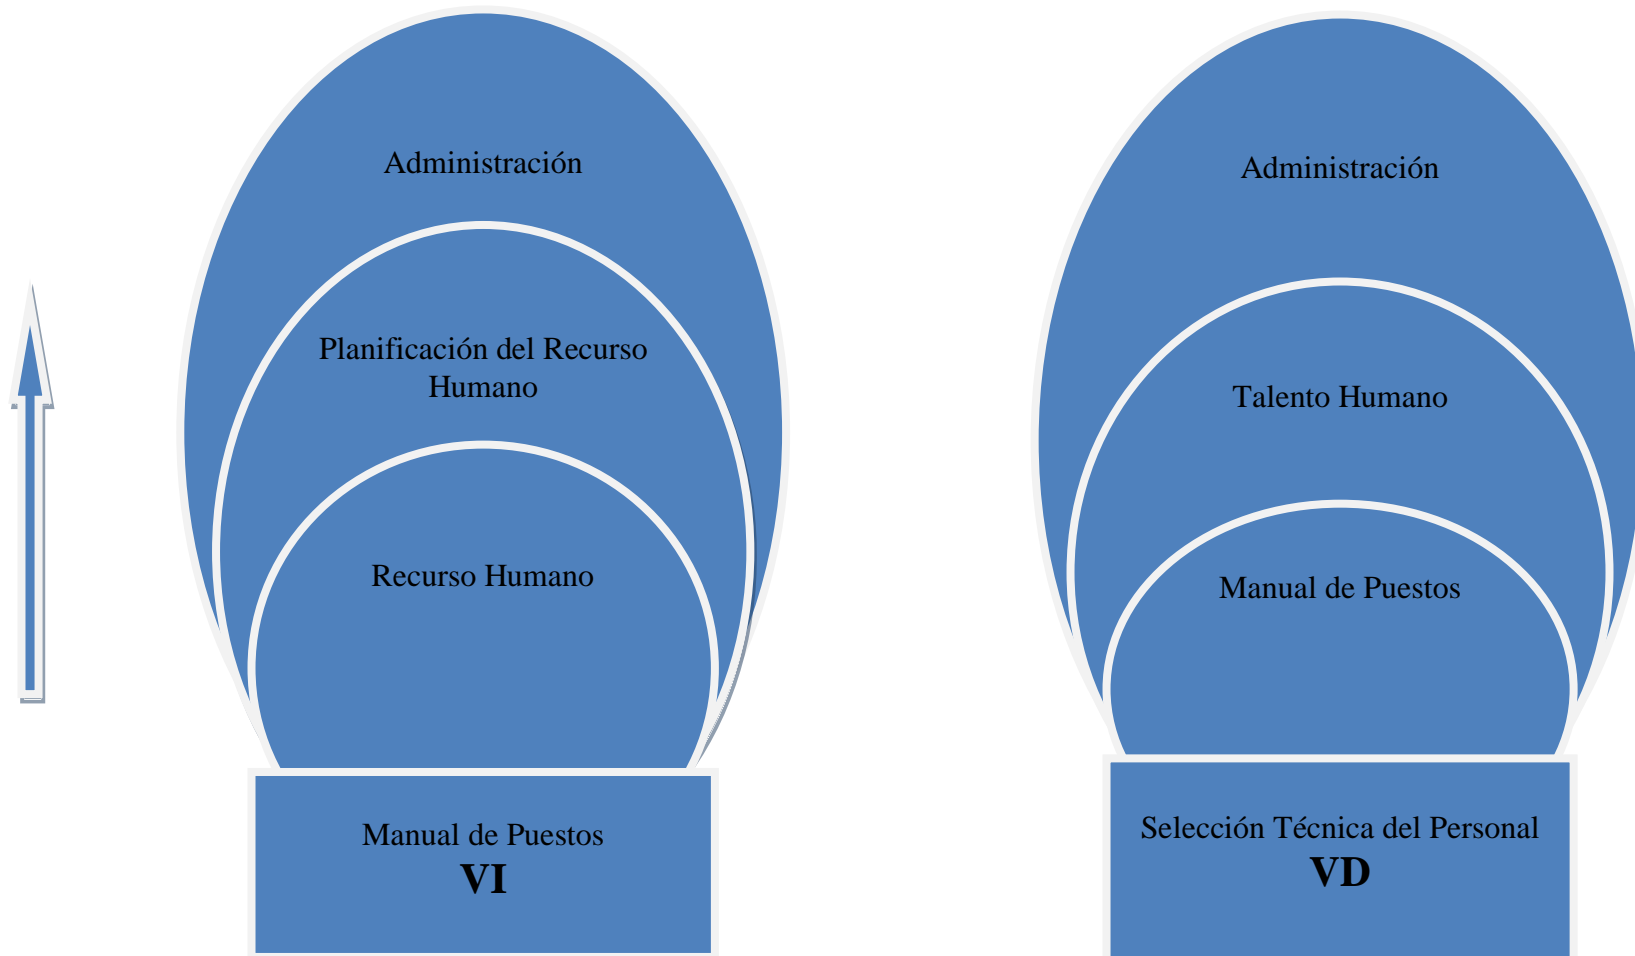 Administración
Planificación del Recurso
Humano
Recurso Humano
Manual de Puestos
VI
Administración
Talento Humano
Manual de Puestos
Selección Técnica del Personal
VD